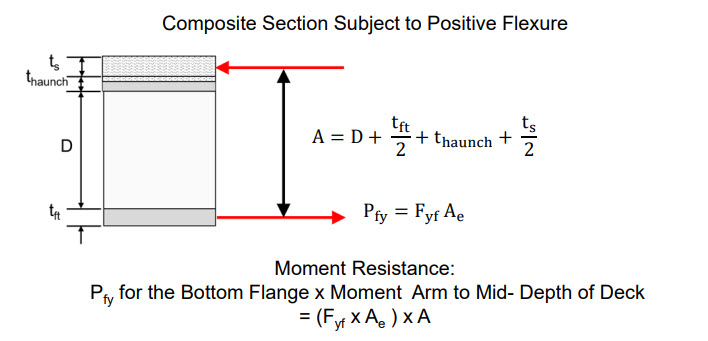 Composite Section Subject to Positive Flexure
ts
thaunch
A = D + tft/2 + thaunch + ts/2
D
tft
Pfy = Fyf Ae
Moment Resistance:
Pfy for the Bottom Flange x Moment Arm to Mid- Depth of Deck
= (Fyf x Ae ) x A